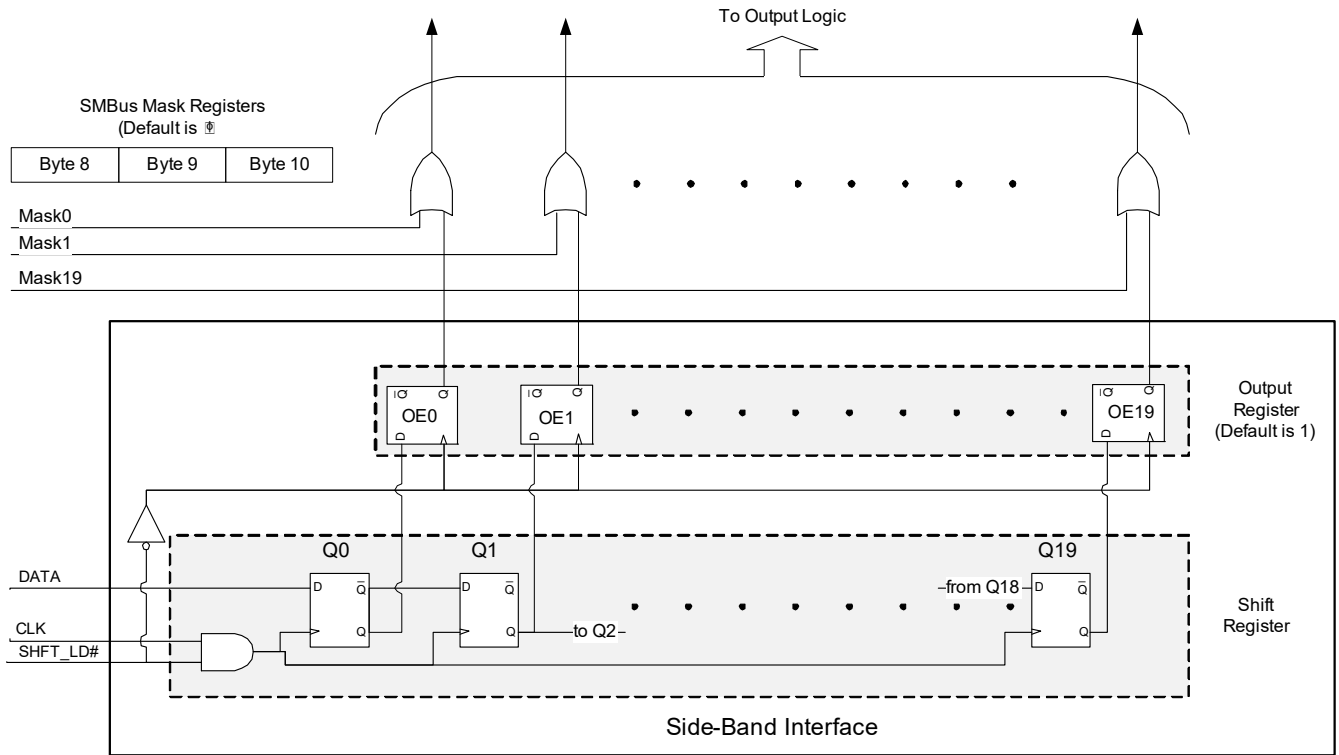 To Output Logic
SMBus Mask Registers
(Default is
Byte 8 Byte 9 Byte 10
Mask0
Mask1
Mask19
Q Q
OE0
D
Q Q
OE1
D
Q Q
OE19
D
Output
Register
(Default is 1)
Q0
D Q̅
Q
Q1
D Q̅
Q
Q19
D Q̅
Q
DATA
from Q18
to Q2
CLK
SHFT_LD#
Shift
Register
Side-Band Interface